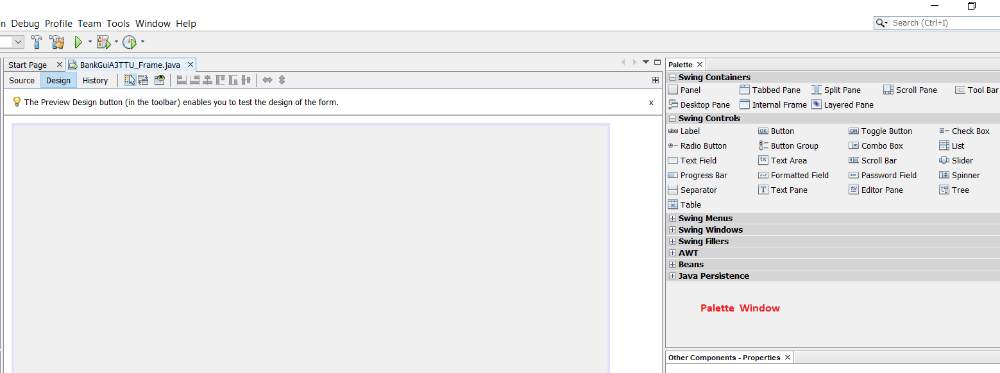 n Debug Profile Team Tools Window Help
Search (Ctrl+I)
Start Page BankGuiA3TTU_Frame.java
Source Design History
The Preview Design button (in the toolbar) enables you to test the design of the form. x
Palette
Swing Containers
Panel Tabbed Pane Split Pane Scroll Pane Tool Bar
Desktop Pane Internal Frame Layered Pane
Swing Controls
label Label OK Button ON Toggle Button Check Box
Radio Button Button Group Combo Box List
Text Field Text Area Scroll Bar Slider
Progress Bar Formatted Field Password Field Spinner
Separator T Text Pane Editor Pane Tree
Table
Swing Menus
Swing Windows
Swing Fillers
AWT
Beans
Java Persistence
Palette Window
Other Components - Properties